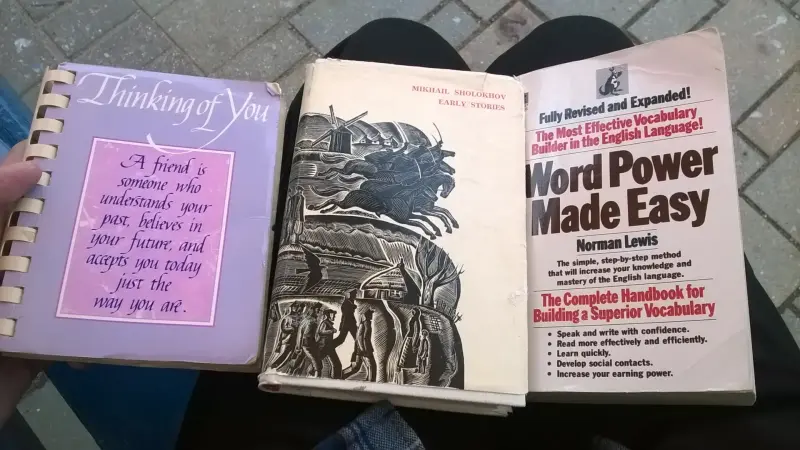 Thinking of You
A friend is
someone who
understands your
past, believes in
your future, and
accepts you today
just the
way you are.
MIKHAIL SHOLOKHOV
EARLY STORIES
Fully Revised and Expanded!
The Most Effective Vocabulary
Builder in the English Language!
Word Power
Made Easy
Norman Lewis
The simple, step-by-step method
that will increase your knowledge and
mastery of the English language.
The Complete Handbook for
Building a Superior Vocabulary
• Speak and write with confidence.
• Read more effectively and efficiently.
• Learn quickly.
• Develop social contacts.
• Increase your earning power.